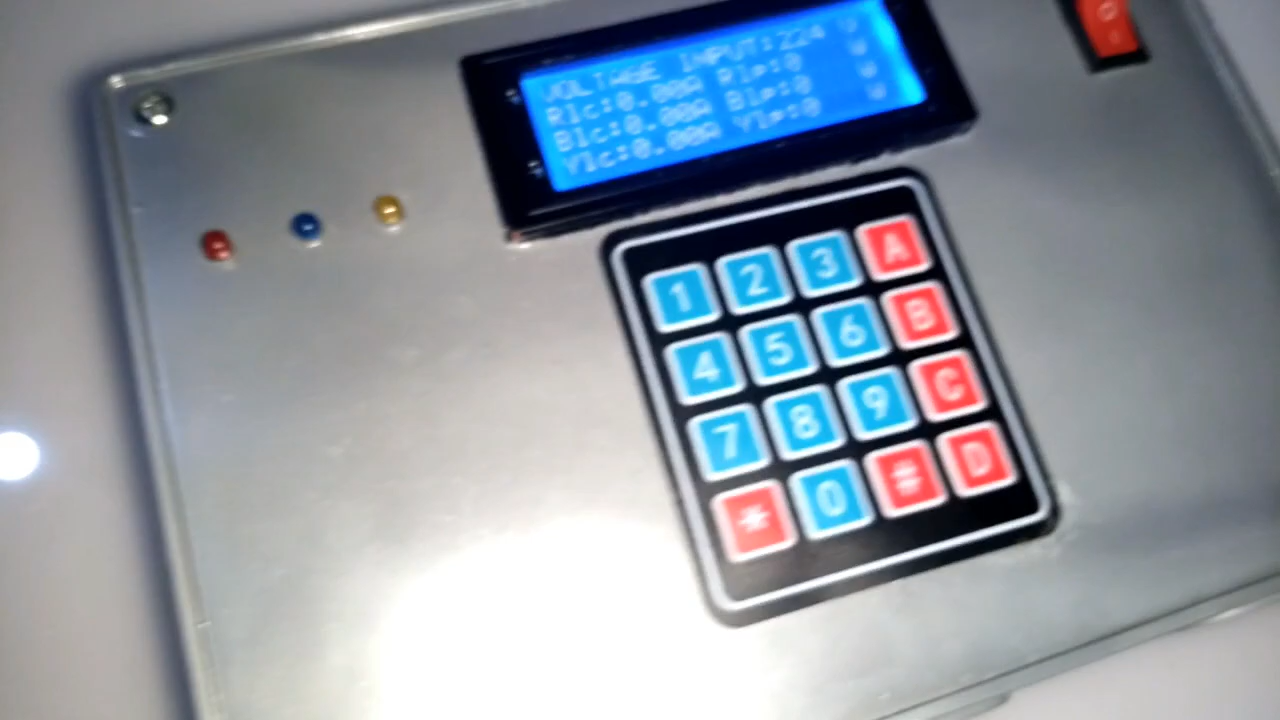 VOLTAGE INPUT:224 V
R1c:0.00A R1P:0 V
B1c:0.00A B1P:0 V
Y1c:0.00A Y1P:0 V
1 2 3 A
4 5 6 B
7 8 9 C
* 0 # D